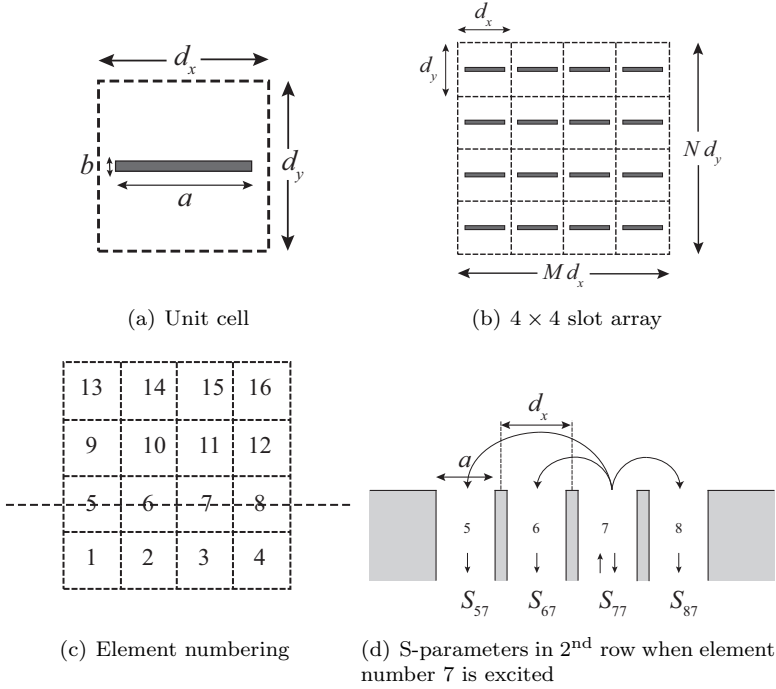 d_x
b
a
d_y
(a) Unit cell
d_x
d_y
N d_y
M d_x
(b) 4 × 4 slot array
13 14 15 16
9 10 11 12
5 6 7 8
1 2 3 4
(c) Element numbering
d_x
a
5 6 7 8
S_57 S_67 S_77 S_87
(d) S-parameters in 2nd row when element
number 7 is excited